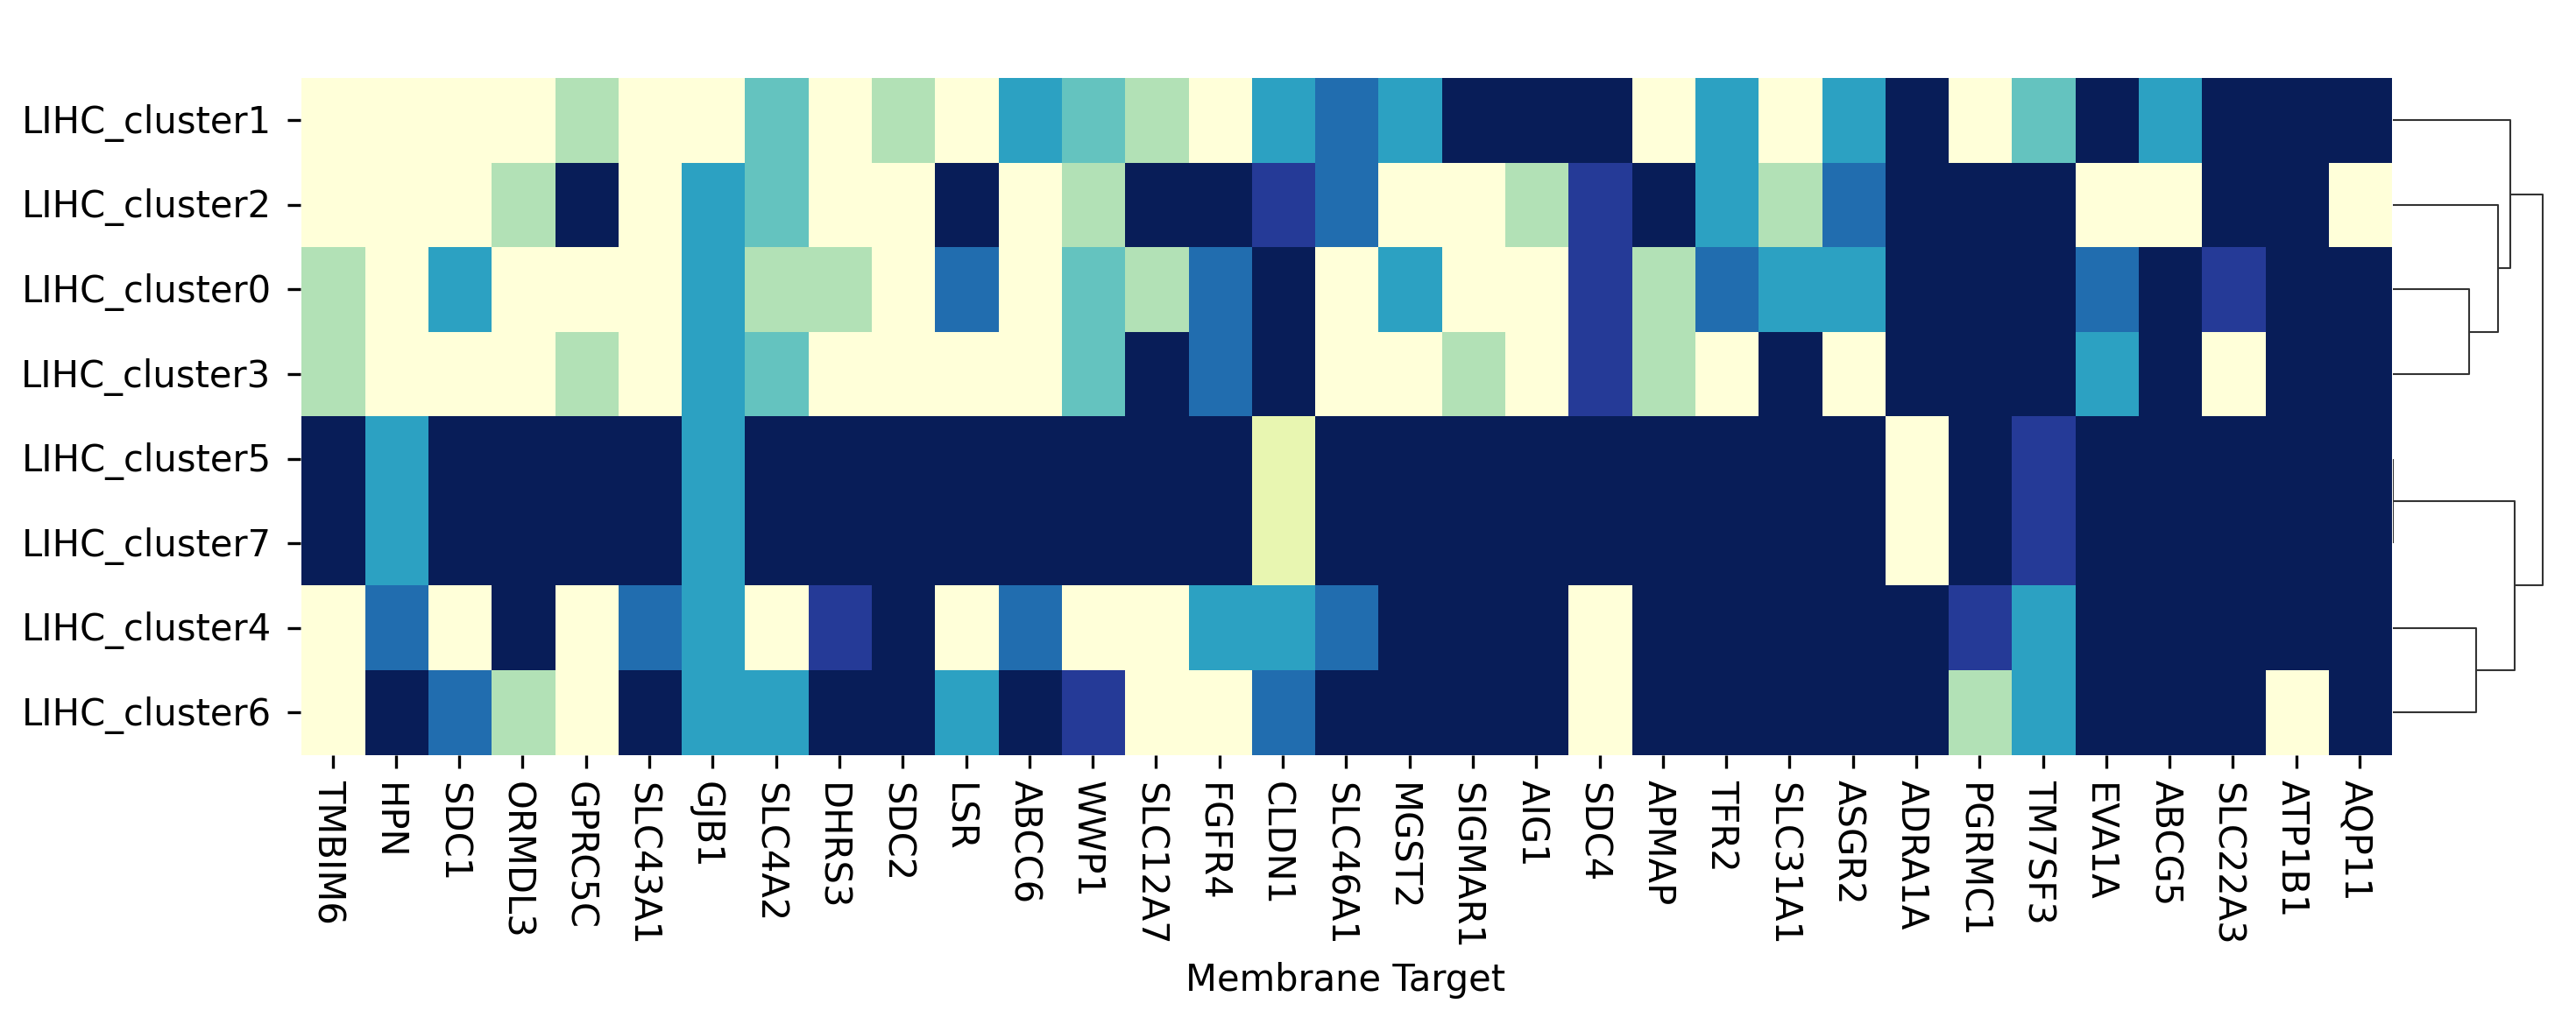 LIHC_cluster1
LIHC_cluster2
LIHC_cluster0
LIHC_cluster3
LIHC_cluster5
LIHC_cluster7
LIHC_cluster4
LIHC_cluster6
TMBIM6
HPN
SDC1
ORMDL3
GPRC5C
SLC43A1
GJB1
SLC4A2
DHRS3
SDC2
LSR
ABCC6
WWP1
SLC12A7
FGFR4
CLDN1
SLC46A1
MGST2
SIGMAR1
AIG1
SDC4
APMAP
TFR2
SLC31A1
ASGR2
ADRA1A
PGRMC1
TM7SF3
EVA1A
ABCG5
SLC22A3
ATP1B1
AQP11
Membrane Target